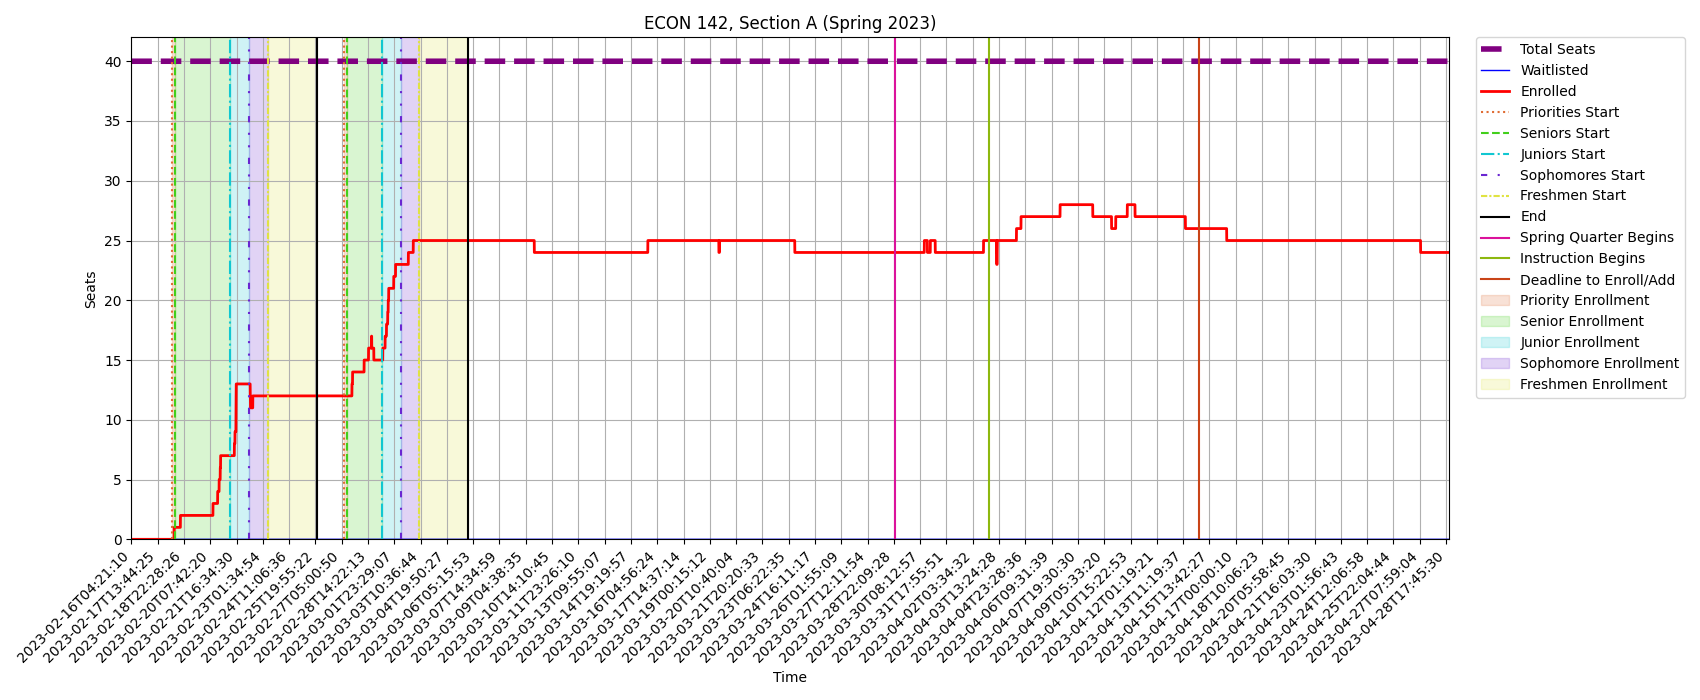 ECON 142, Section A (Spring 2023)
40
35
30
25
20
15
10
5
0
Seats
2023-02-16T04:21:10
2023-02-17T13:44:25
2023-02-18T22:28:26
2023-02-20T07:42:20
2023-02-21T16:34:30
2023-02-23T01:34:54
2023-02-24T11:06:36
2023-02-25T19:55:22
2023-02-27T05:00:50
2023-02-28T14:22:13
2023-03-01T23:29:07
2023-03-03T10:36:44
2023-03-04T19:50:27
2023-03-06T05:15:53
2023-03-07T14:34:59
2023-03-09T04:38:35
2023-03-10T14:10:45
2023-03-11T23:26:10
2023-03-13T09:55:07
2023-03-14T19:19:57
2023-03-16T04:56:24
2023-03-17T14:37:14
2023-03-19T00:15:12
2023-03-20T10:40:04
2023-03-21T20:20:33
2023-03-23T06:22:35
2023-03-24T16:11:17
2023-03-26T01:55:09
2023-03-27T12:11:54
2023-03-28T22:09:28
2023-03-30T08:12:57
2023-03-31T17:55:51
2023-04-02T03:34:32
2023-04-03T13:24:28
2023-04-04T23:28:36
2023-04-06T09:31:39
2023-04-07T19:30:30
2023-04-09T05:33:20
2023-04-10T15:22:53
2023-04-12T01:19:21
2023-04-13T11:19:37
2023-04-15T13:42:27
2023-04-17T00:00:10
2023-04-18T10:06:23
2023-04-20T05:58:45
2023-04-21T16:03:30
2023-04-23T01:56:43
2023-04-24T12:06:58
2023-04-25T22:04:44
2023-04-27T07:59:04
2023-04-28T17:45:30
Time
Total Seats
Waitlisted
Enrolled
Priorities Start
Seniors Start
Juniors Start
Sophomores Start
Freshmen Start
End
Spring Quarter Begins
Instruction Begins
Deadline to Enroll/Add
Priority Enrollment
Senior Enrollment
Junior Enrollment
Sophomore Enrollment
Freshmen Enrollment